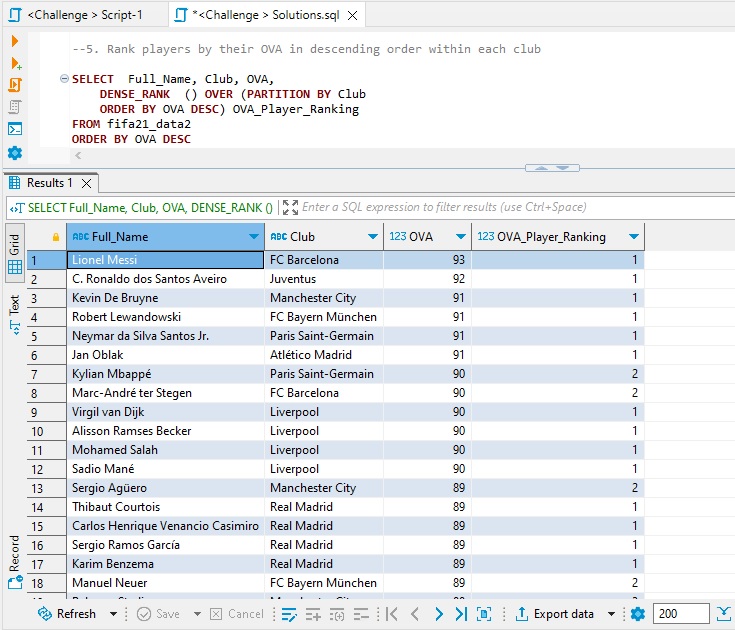 <Challenge > Script-1
*<Challenge > Solutions.sql
--5. Rank players by their OVA in descending order within each club
SELECT Full_Name, Club, OVA,
DENSE_RANK () OVER (PARTITION BY Club
ORDER BY OVA DESC) OVA_Player_Ranking
FROM fifa21_data2
ORDER BY OVA DESC
Results 1
SELECT Full_Name, Club, OVA, DENSE_RANK () Enter a SQL expression to filter results (use Ctrl+Space)
Grid
Text
Record
ABC Full_Name ABC Club 123 OVA 123 OVA_Player_Ranking
1 Lionel Messi FC Barcelona 93 1
2 C. Ronaldo dos Santos Aveiro Juventus 92 1
3 Kevin De Bruyne Manchester City 91 1
4 Robert Lewandowski FC Bayern München 91 1
5 Neymar da Silva Santos Jr. Paris Saint-Germain 91 1
6 Jan Oblak Atlético Madrid 91 1
7 Kylian Mbappé Paris Saint-Germain 90 2
8 Marc-André ter Stegen FC Barcelona 90 2
9 Virgil van Dijk Liverpool 90 1
10 Alisson Ramses Becker Liverpool 90 1
11 Mohamed Salah Liverpool 90 1
12 Sadio Mané Liverpool 90 1
13 Sergio Agüero Manchester City 89 2
14 Thibaut Courtois Real Madrid 89 1
15 Carlos Henrique Venancio Casimiro Real Madrid 89 1
16 Sergio Ramos García Real Madrid 89 1
17 Karim Benzema Real Madrid 89 1
18 Manuel Neuer FC Bayern München 89 2
Refresh Save Cancel Export data 200